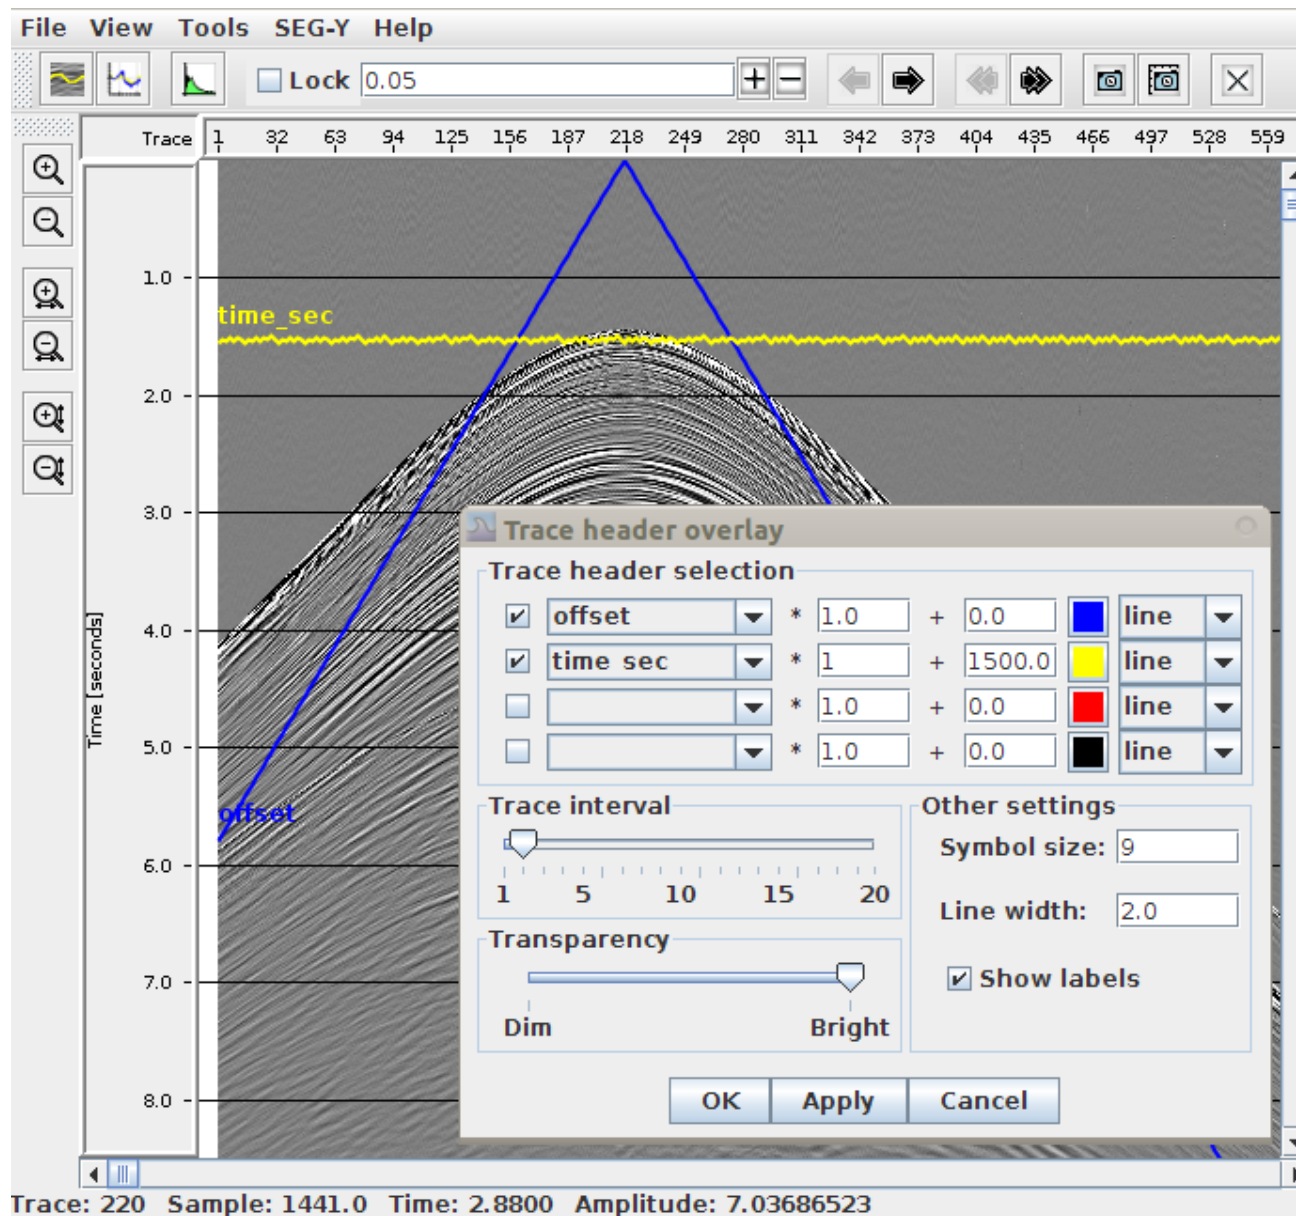 File View Tools SEG-Y Help
Lock 0.05
Trace 1 32 63 94 125 156 187 218 249 280 311 342 373 404 435 466 497 528 559
Time [seconds]
1.0
time_sec
2.0
3.0
4.0
5.0
offset
6.0
7.0
8.0
Trace header overlay
Trace header selection
offset * 1.0 + 0.0 line
time sec * 1 + 1500.0 line
* 1.0 + 0.0 line
* 1.0 + 0.0 line
Trace interval
1 5 10 15 20
Transparency
Dim Bright
Other settings
Symbol size: 9
Line width: 2.0
Show labels
OK Apply Cancel
Trace: 220 Sample: 1441.0 Time: 2.8800 Amplitude: 7.03686523